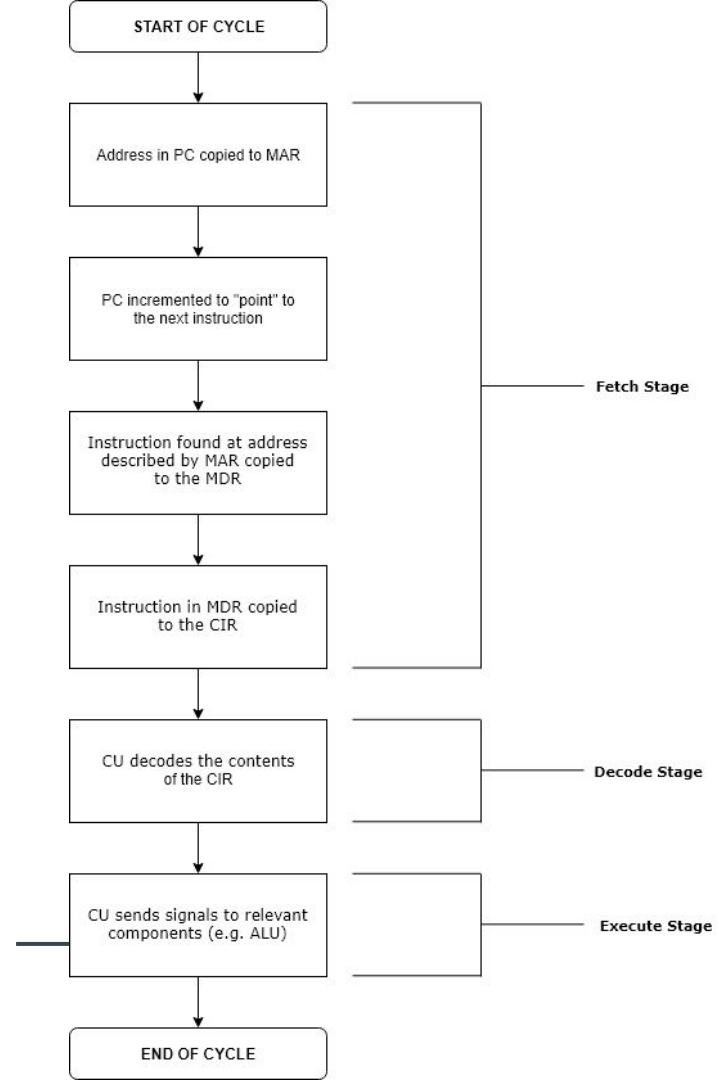 START OF CYCLE
Address in PC copied to MAR
PC incremented to "point" to
the next instruction
Fetch Stage
Instruction found at address
described by MAR copied
to the MDR
Instruction in MDR copied
to the CIR
CU decodes the contents
of the CIR
Decode Stage
CU sends signals to relevant
components (e.g. ALU)
Execute Stage
END OF CYCLE